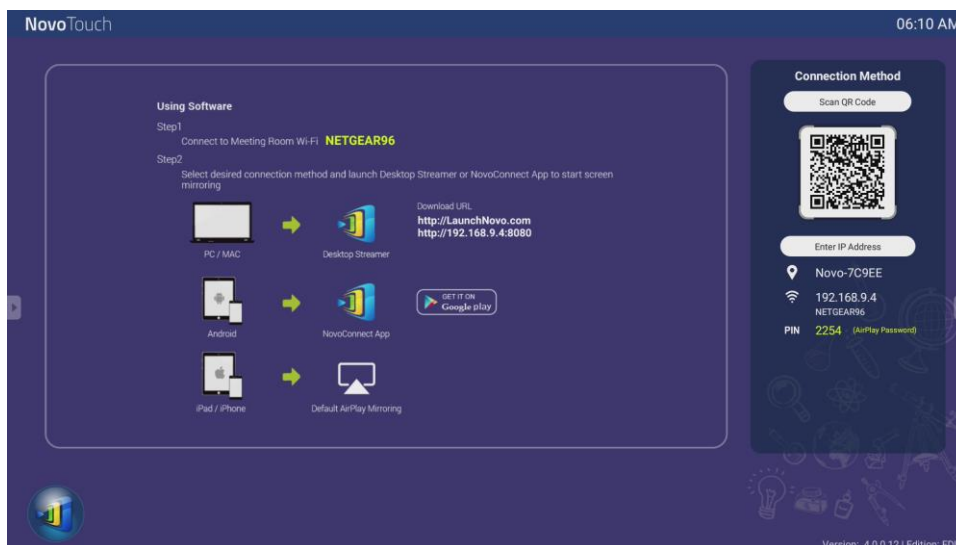 NovoTouch
06:10 AM
Using Software
Step1
Connect to Meeting Room Wi-Fi NETGEAR96
Step2
Select desired connection method and launch Desktop Streamer or NovoConnect App to start screen
mirroring
PC / MAC
Desktop Streamer
Download URL
http://LaunchNovo.com
http://192.168.9.4:8080
Android
NovoConnect App
GET IT ON
Google play
iPad / iPhone
Default AirPlay Mirroring
Connection Method
Scan QR Code
Enter IP Address
Novo-7C9EE
192.168.9.4
NETGEAR96
PIN 2254 (AirPlay Password)
Version: 4.0.0.12 | Edition: